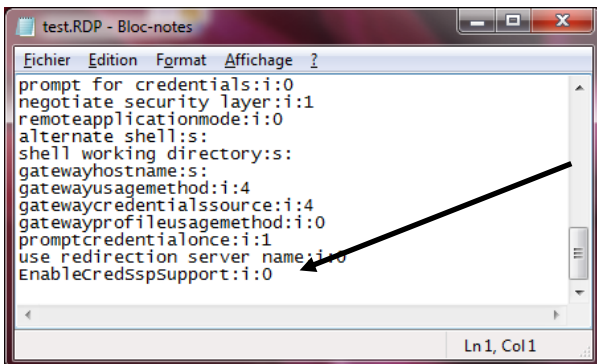 test.RDP - Bloc-notes
Fichier Edition Format Affichage ?
prompt for credentials:i:0
negotiate security layer:i:1
remoteapplicationmode:i:0
alternate shell:s:
shell working directory:s:
gatewayhostname:s:
gatewayusagemethod:i:4
gatewaycredentialssource:i:4
gatewayprofileusagemethod:i:0
promptcredentialonce:i:1
use redirection server name:i:0
EnableCredSspSupport:i:0
Ln 1, Col 1